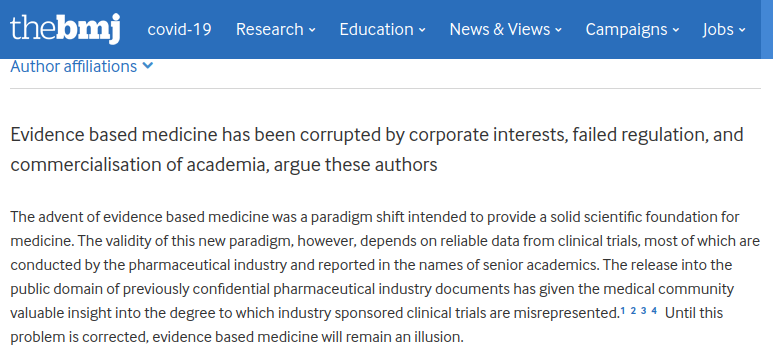 thebmj covid-19 Research Education News & Views Campaigns Jobs
Author affiliations
Evidence based medicine has been corrupted by corporate interests, failed regulation, and
commercialisation of academia, argue these authors
The advent of evidence based medicine was a paradigm shift intended to provide a solid scientific foundation for
medicine. The validity of this new paradigm, however, depends on reliable data from clinical trials, most of which are
conducted by the pharmaceutical industry and reported in the names of senior academics. The release into the
public domain of previously confidential pharmaceutical industry documents has given the medical community
valuable insight into the degree to which industry sponsored clinical trials are misrepresented.1 2 3 4 Until this
problem is corrected, evidence based medicine will remain an illusion.